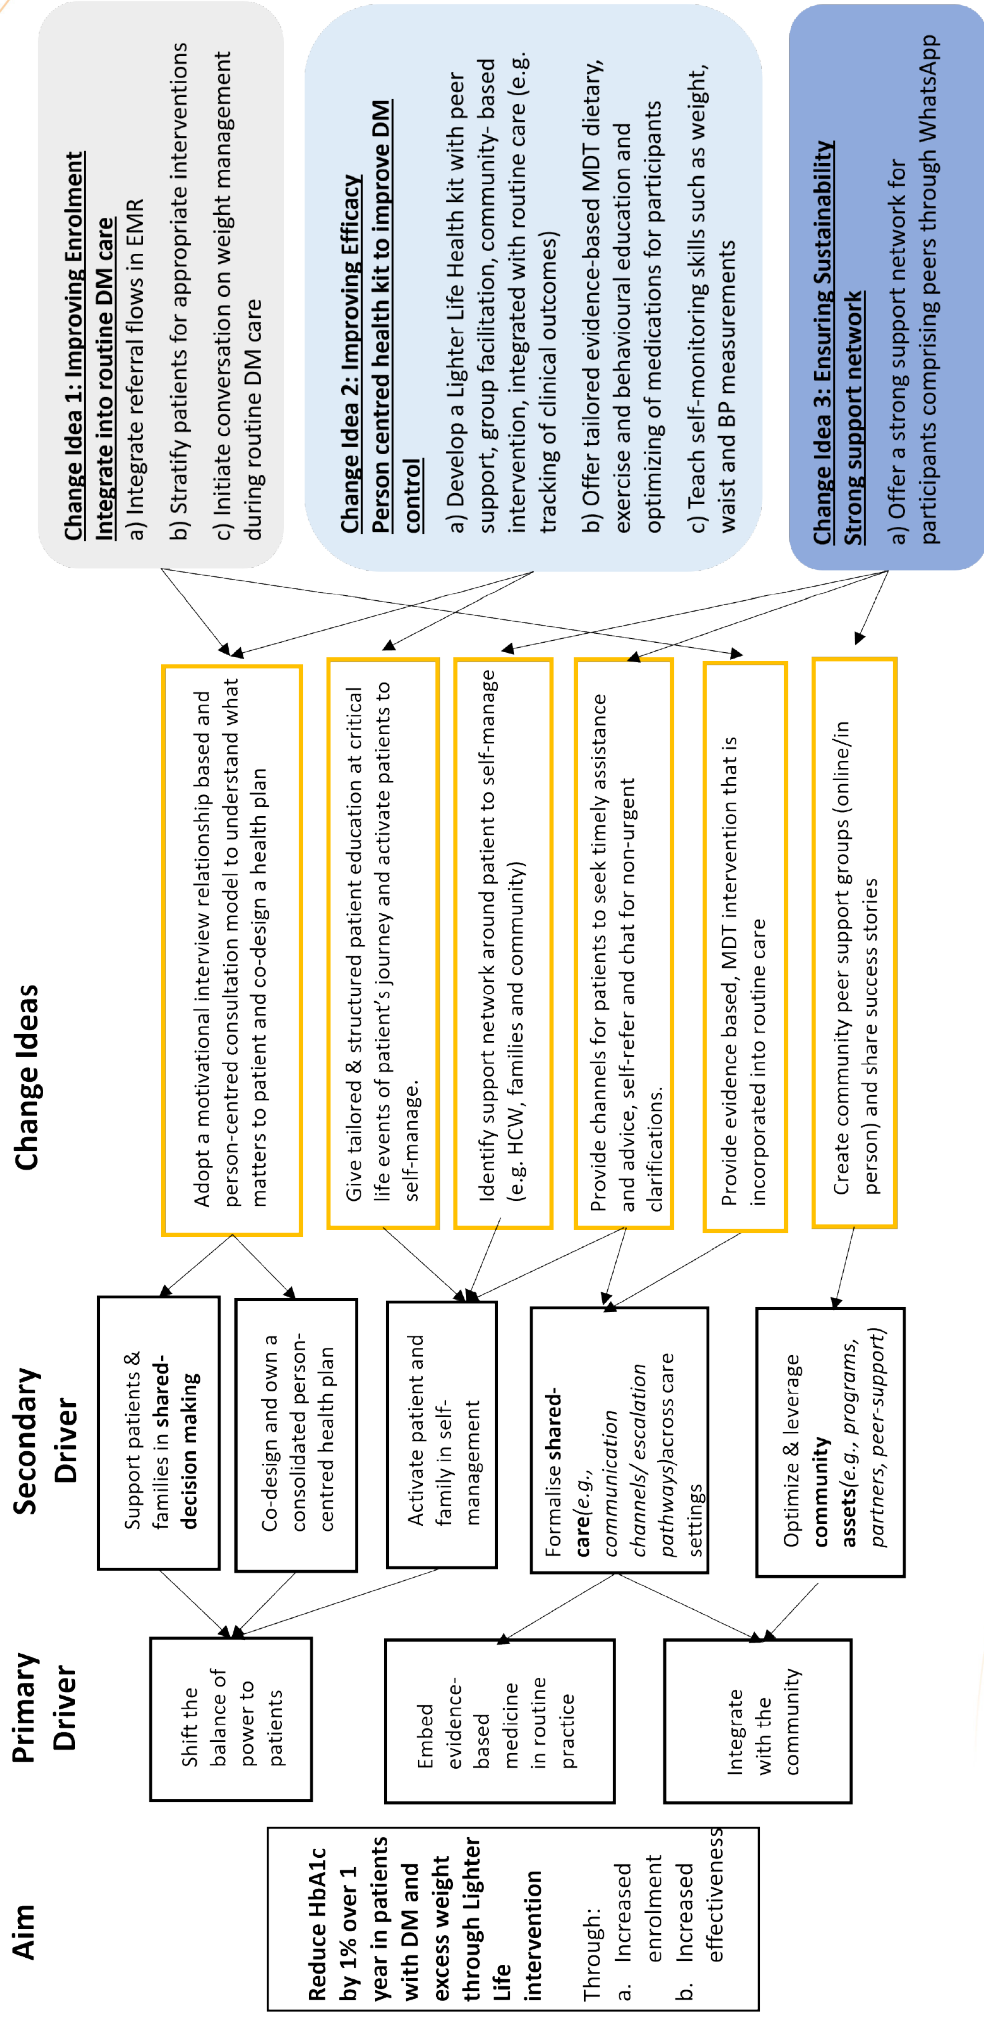 Aim
Primary
Driver
Secondary
Driver
Change Ideas
Reduce HbA1c
by 1% over 1
year in patients
with DM and
excess weight
through Lighter
Life
intervention
Through:
a. Increased
enrolment
b. Increased
effectiveness
Shift the
balance of
power to
patients
Embed
evidence-
based
medicine
in routine
practice
Integrate
with the
community
Support patients &
families in shared-
decision making
Co-design and own a
consolidated person-
centred health plan
Activate patient and
family in self-
management
Formalise shared-
care(e.g.,
communication
channels/ escalation
pathways)across care
settings
Optimize & leverage
community
assets(e.g., programs,
partners, peer-support)
Adopt a motivational interview relationship based and
person-centred consultation model to understand what
matters to patient and co-design a health plan
Give tailored & structured patient education at critical
life events of patient's journey and activate patients to
self-manage.
Identify support network around patient to self-manage
(e.g. HCW, families and community)
Provide channels for patients to seek timely assistance
and advice, self-refer and chat for non-urgent
clarifications.
Provide evidence based, MDT intervention that is
incorporated into routine care
Create community peer support groups (online/in
person) and share success stories
Change Idea 1: Improving Enrolment
Integrate into routine DM care
a) Integrate referral flows in EMR
b) Stratify patients for appropriate interventions
c) Initiate conversation on weight management
during routine DM care
Change Idea 2: Improving Efficacy
Person centred health kit to improve DM
control
a) Develop a Lighter Life Health kit with peer
support, group facilitation, community- based
intervention, integrated with routine care (e.g.
tracking of clinical outcomes)
b) Offer tailored evidence-based MDT dietary,
exercise and behavioural education and
optimizing of medications for participants
c) Teach self-monitoring skills such as weight,
waist and BP measurements
Change Idea 3: Ensuring Sustainability
Strong support network
a) Offer a strong support network for
participants comprising peers through WhatsApp